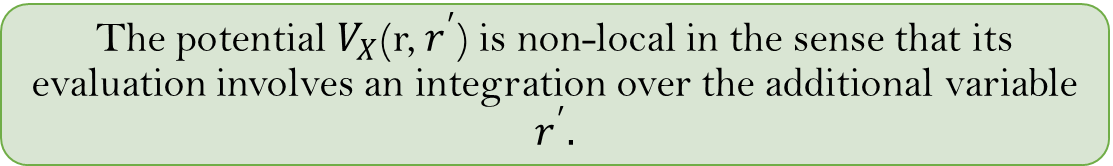 The potential V_X(r, r′) is non-local in the sense that its
evaluation involves an integration over the additional variable
r′.